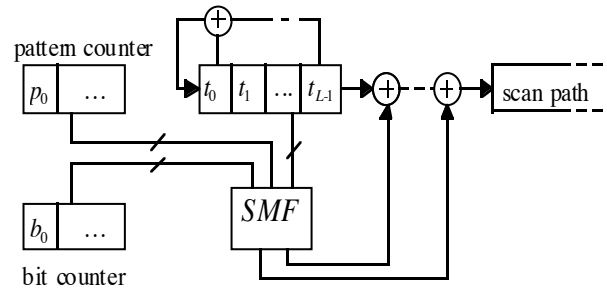 pattern counter
p0 ...
t0 t1 ... tL-1
+
+ +
scan path
SMF
b0 ...
bit counter